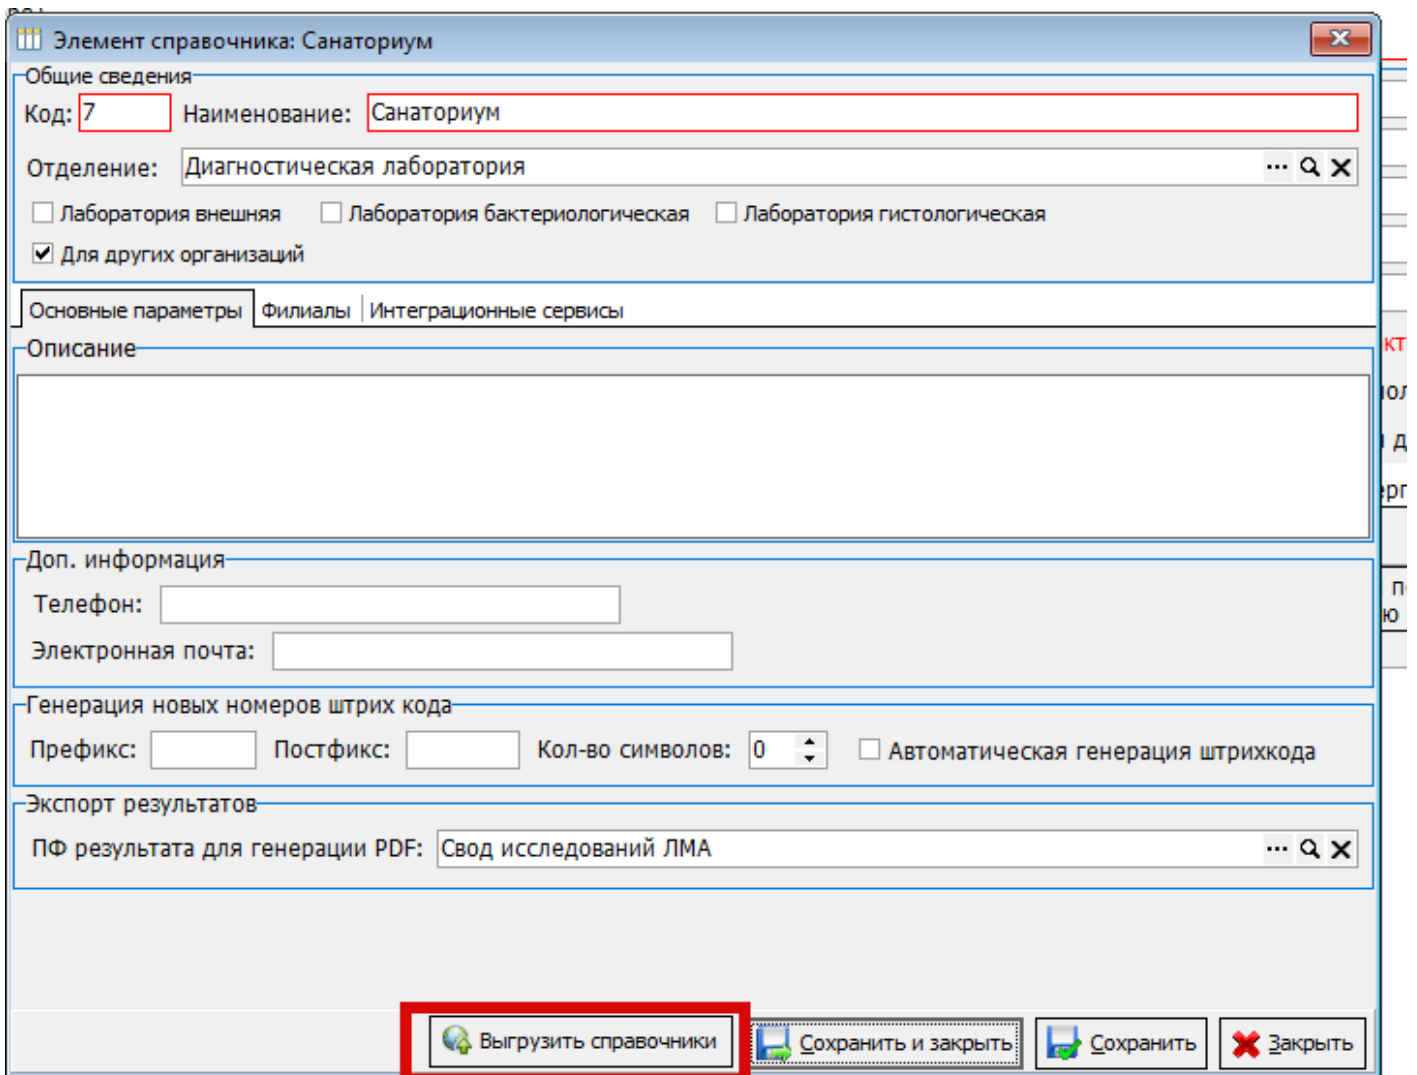 Элемент справочника: Санаториум
Общие сведения
Код: 7 Наименование: Санаториум
Отделение: Диагностическая лаборатория
Лаборатория внешняя Лаборатория бактериологическая Лаборатория гистологическая
Для других организаций
Основные параметры Филиалы Интеграционные сервисы
Описание
Доп. информация
Телефон:
Электронная почта:
Генерация новых номеров штрих кода
Префикс: Постфикс: Кол-во символов: 0 Автоматическая генерация штрихкода
Экспорт результатов
ПФ результата для генерации PDF: Свод исследований ЛМА
Выгрузить справочники Сохранить и закрыть Сохранить Закрыть